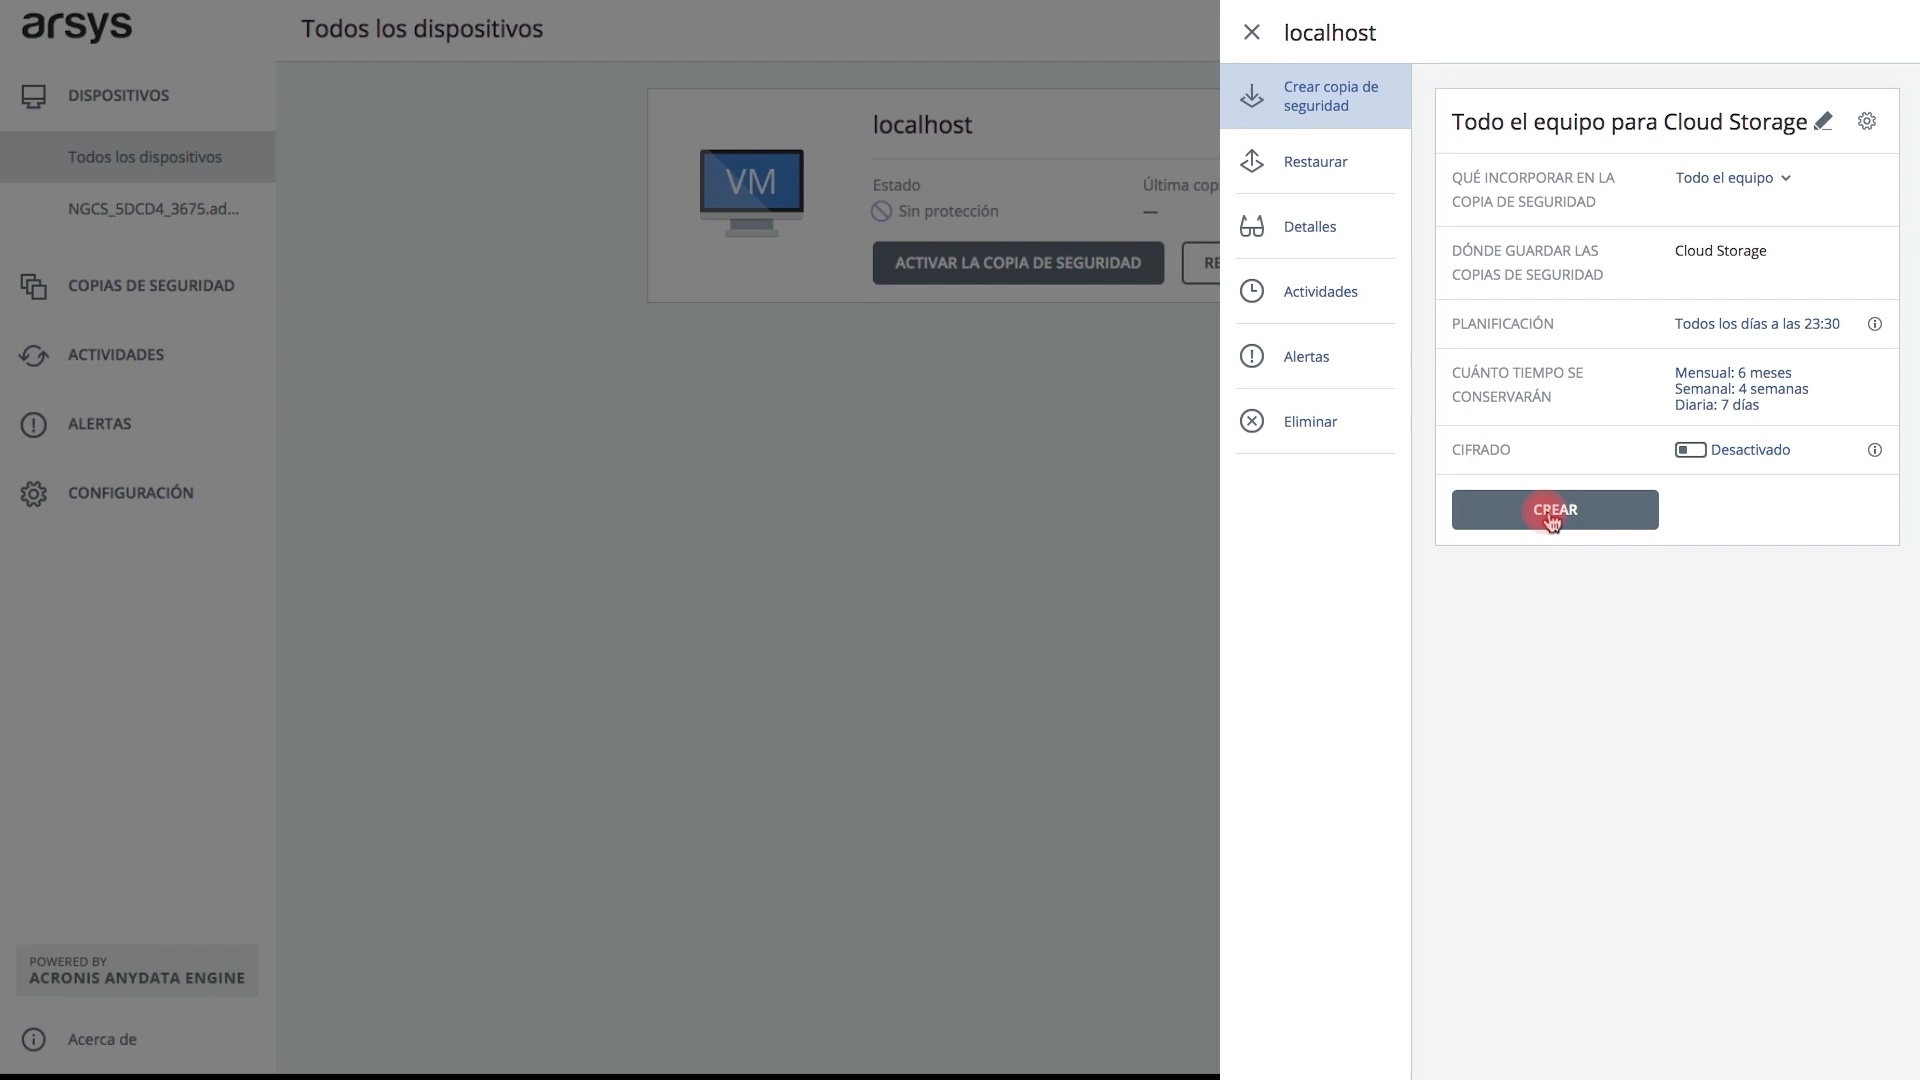 arsys
DISPOSITIVOS
Todos los dispositivos
NGCS_5DCD4_3675.ad...
COPIAS DE SEGURIDAD
ACTIVIDADES
ALERTAS
CONFIGURACIÓN
POWERED BY
ACRONIS ANYDATA ENGINE
Acerca de
Todos los dispositivos
VM
localhost
Estado
Sin protección
Última cop
—
ACTIVAR LA COPIA DE SEGURIDAD
RE
localhost
Crear copia de
seguridad
Restaurar
Detalles
Actividades
Alertas
Eliminar
Todo el equipo para Cloud Storage
QUÉ INCORPORAR EN LA
COPIA DE SEGURIDAD
Todo el equipo
DÓNDE GUARDAR LAS
COPIAS DE SEGURIDAD
Cloud Storage
PLANIFICACIÓN
Todos los días a las 23:30
CUÁNTO TIEMPO SE
CONSERVARÁN
Mensual: 6 meses
Semanal: 4 semanas
Diaria: 7 días
CIFRADO
Desactivado
CREAR